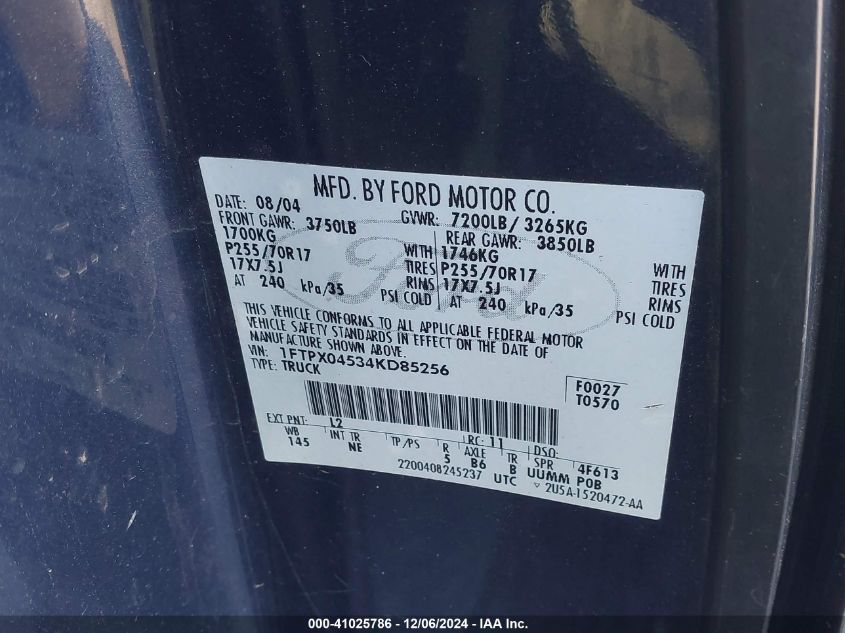 MFD. BY FORD MOTOR CO.
DATE: 08/04 GVWR: 7200LB/ 3265KG
FRONT GAWR: 3750LB REAR GAWR: 3850LB
1700KG WITH 1746KG WITH
P255/70R17 TIRES P255/70R17 TIRES
17X7.5J RIMS 17X7.5J RIMS
AT 240 kPa/35 PSI COLD AT 240 kPa/35 PSI COLD
THIS VEHICLE CONFORMS TO ALL APPLICABLE FEDERAL MOTOR
VEHICLE SAFETY STANDARDS IN EFFECT ON THE DATE OF
MANUFACTURE SHOWN ABOVE.
VIN: 1FTPX04534KD85256
TYPE: TRUCK
F0027
T0570
EXT PNT: L2 RC: 11 DSO:
WB INT TR TP/PS R AXLE TR SPR 4F613
145 NE 5 B6 B UUMM P0B
2200408245237 UTC ▽ 2U5A-1520472-AA
Ford
000-41025786 - 12/06/2024 - IAA Inc.